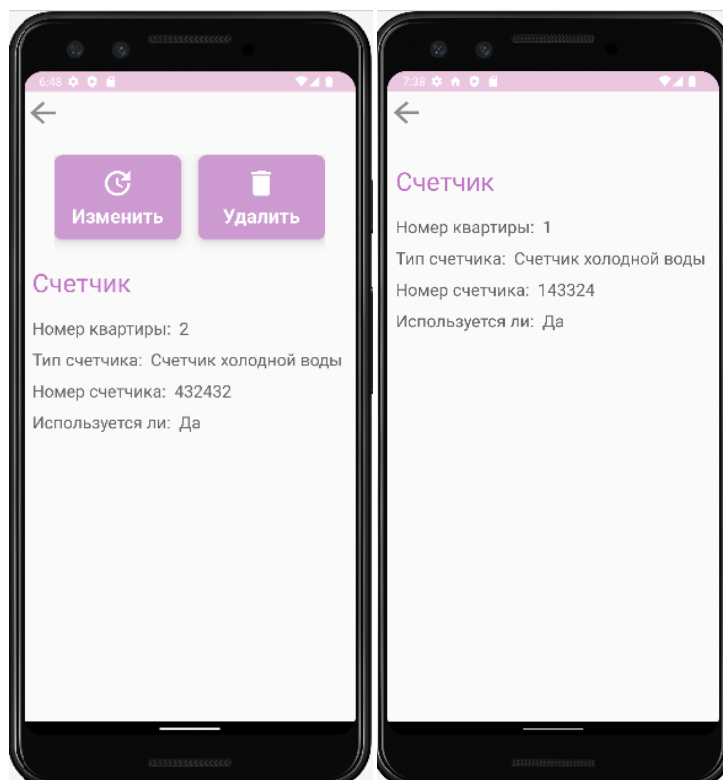 6:48
Изменить
Удалить
Счетчик
Номер квартиры: 2
Тип счетчика: Счетчик холодной воды
Номер счетчика: 432432
Используется ли: Да
7:38
Счетчик
Номер квартиры: 1
Тип счетчика: Счетчик холодной воды
Номер счетчика: 143324
Используется ли: Да